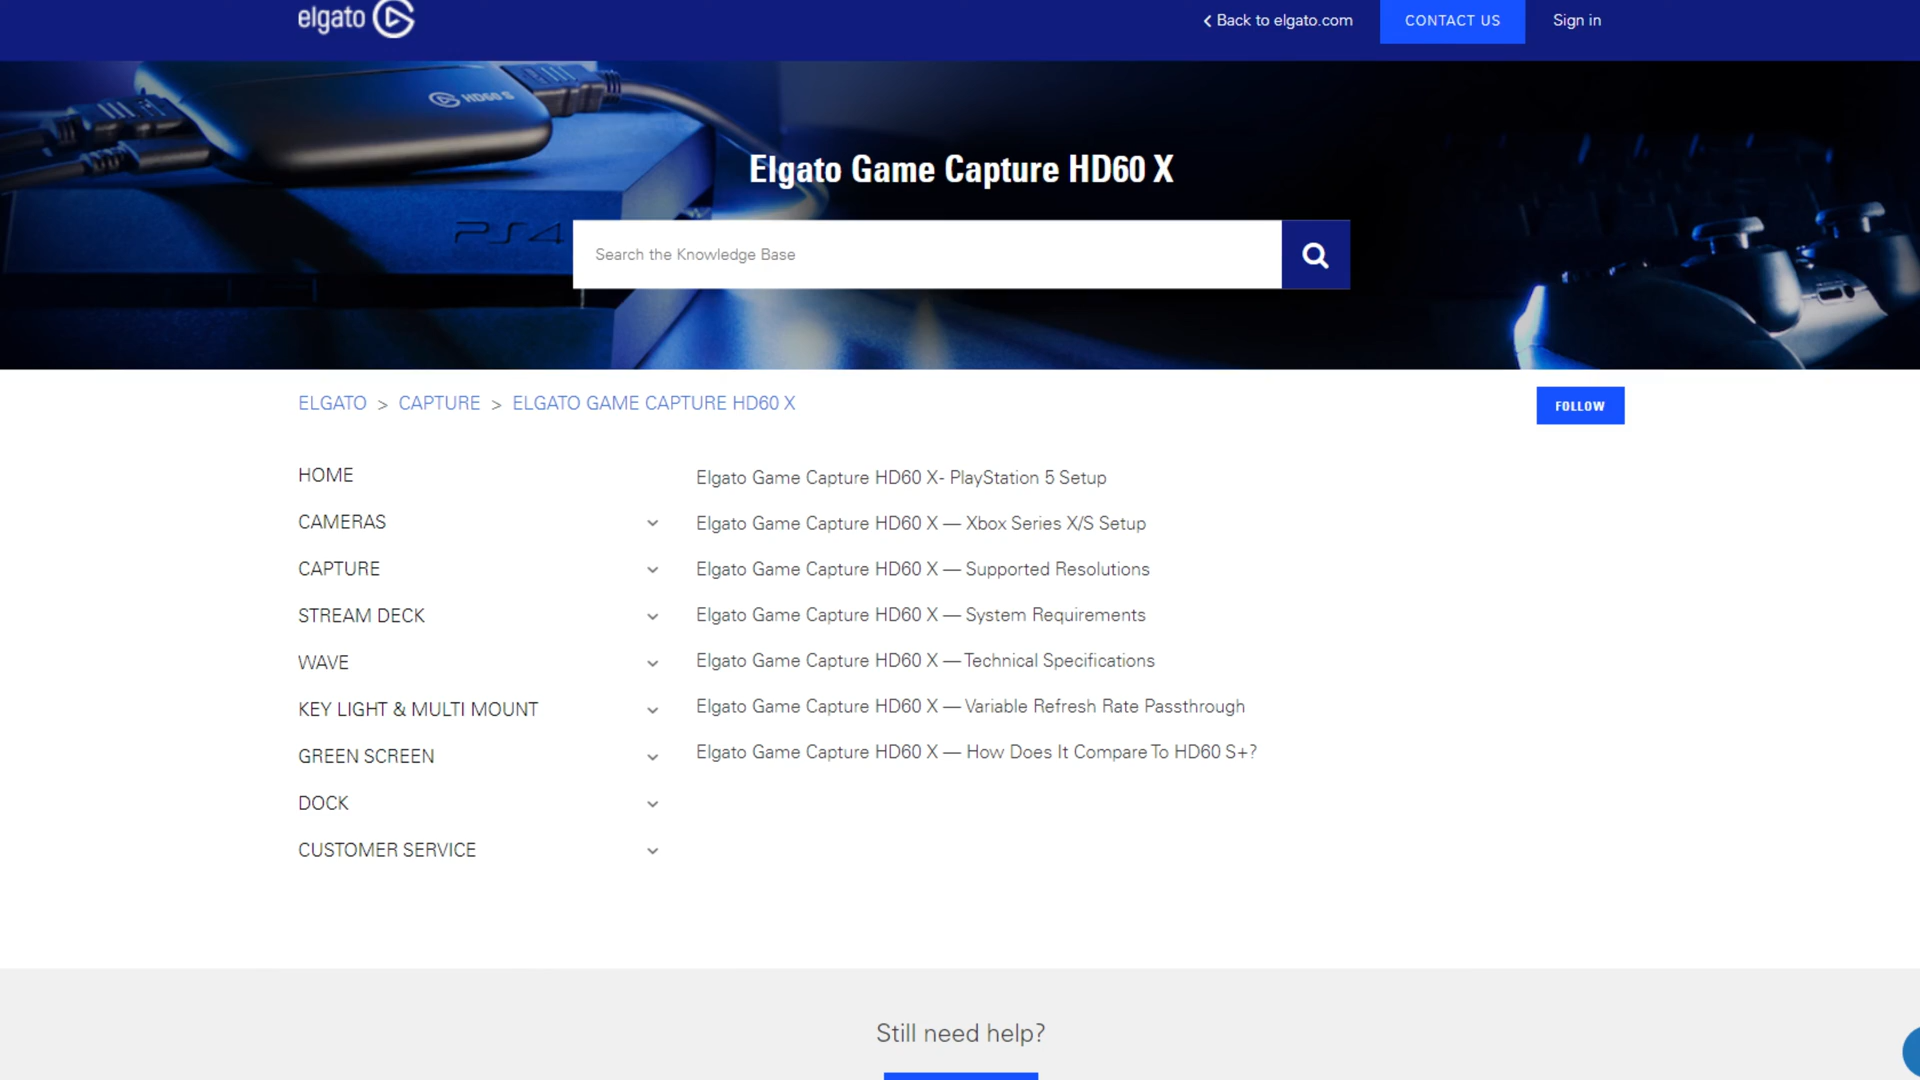 elgato
Back to elgato.com
CONTACT US
Sign in
HD60 S
PS4
Elgato Game Capture HD60 X
Search the Knowledge Base
ELGATO > CAPTURE > ELGATO GAME CAPTURE HD60 X
FOLLOW
HOME
CAMERAS
CAPTURE
STREAM DECK
WAVE
KEY LIGHT & MULTI MOUNT
GREEN SCREEN
DOCK
CUSTOMER SERVICE
Elgato Game Capture HD60 X- PlayStation 5 Setup
Elgato Game Capture HD60 X — Xbox Series X/S Setup
Elgato Game Capture HD60 X — Supported Resolutions
Elgato Game Capture HD60 X — System Requirements
Elgato Game Capture HD60 X — Technical Specifications
Elgato Game Capture HD60 X — Variable Refresh Rate Passthrough
Elgato Game Capture HD60 X — How Does It Compare To HD60 S+?
Still need help?